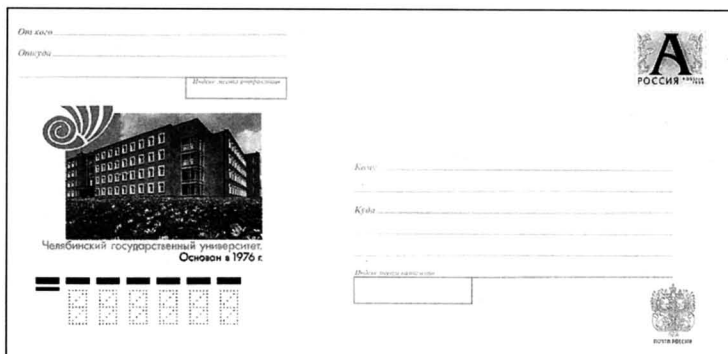 От кого
Откуда
Индекс места отправления
А
РОССИЯ ROSSIJA
Челябинский государственный университет.
Основан в 1976 г.
Кому
Куда
Индекс места назначения
ПОЧТА РОССИИ